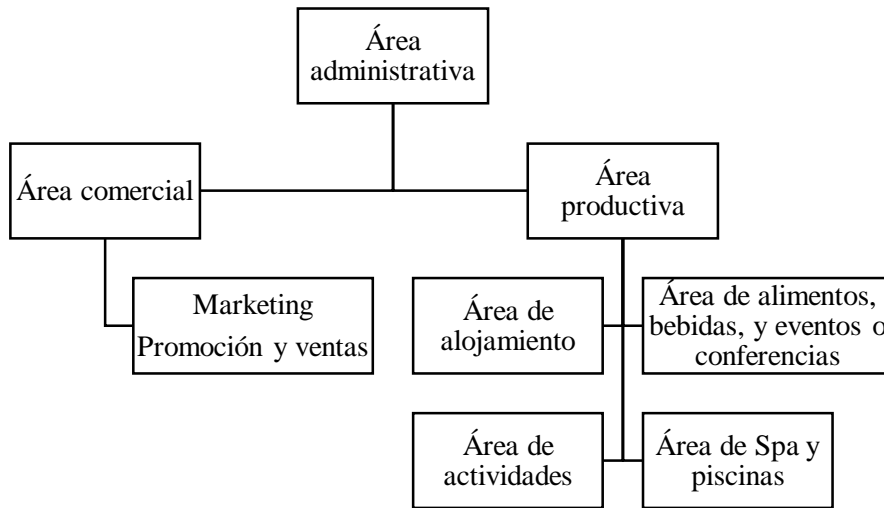 Área
administrativa
Área comercial
Área
productiva
Marketing
Promoción y ventas
Área de
alojamiento
Área de alimentos,
bebidas, y eventos o
conferencias
Área de
actividades
Área de Spa y
piscinas